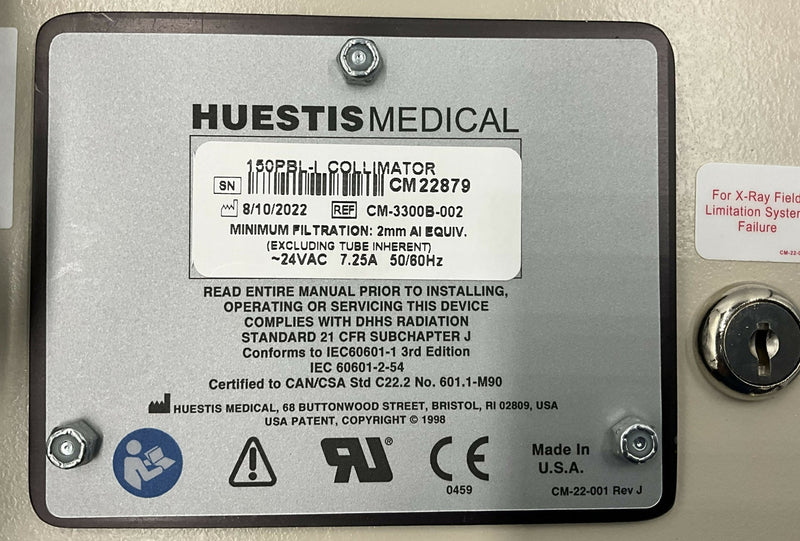 HUESTIS MEDICAL
150PBL-L COLLIMATOR
SN CM22879
8/10/2022 REF CM-3300B-002
MINIMUM FILTRATION: 2mm Al EQUIV.
(EXCLUDING TUBE INHERENT)
~24VAC 7.25A 50/60Hz
READ ENTIRE MANUAL PRIOR TO INSTALLING,
OPERATING OR SERVICING THIS DEVICE
COMPLIES WITH DHHS RADIATION
STANDARD 21 CFR SUBCHAPTER J
Conforms to IEC60601-1 3rd Edition
IEC 60601-2-54
Certified to CAN/CSA Std C22.2 No. 601.1-M90
HUESTIS MEDICAL, 68 BUTTONWOOD STREET, BRISTOL, RI 02809, USA
USA PATENT, COPYRIGHT © 1998
RU®
CE
0459
Made In
U.S.A.
CM-22-001 Rev J
For X-Ray Field
Limitation System
Failure